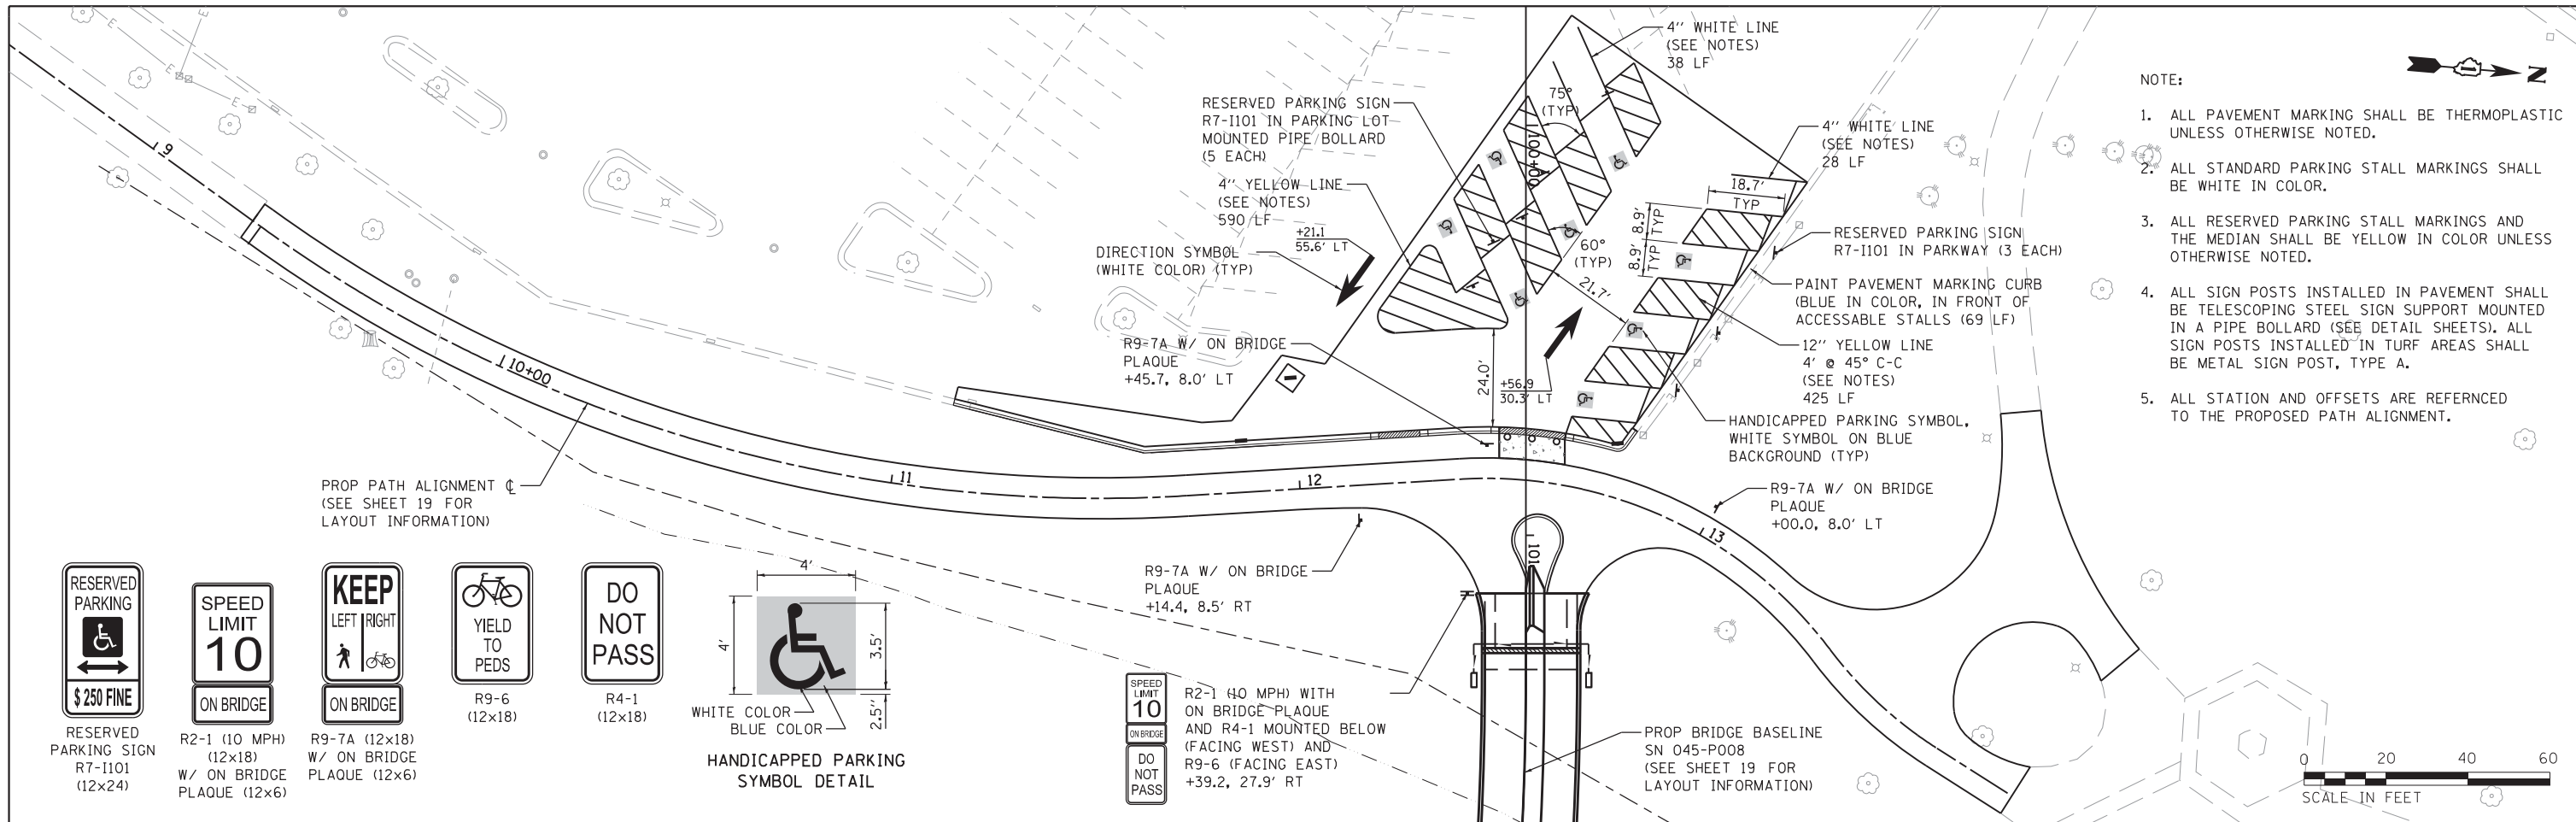 4'' WHITE LINE
(SEE NOTES)
38 LF
N
NOTE:
1. ALL PAVEMENT MARKING SHALL BE THERMOPLASTIC
UNLESS OTHERWISE NOTED.
2. ALL STANDARD PARKING STALL MARKINGS SHALL
BE WHITE IN COLOR.
3. ALL RESERVED PARKING STALL MARKINGS AND
THE MEDIAN SHALL BE YELLOW IN COLOR UNLESS
OTHERWISE NOTED.
4. ALL SIGN POSTS INSTALLED IN PAVEMENT SHALL
BE TELESCOPING STEEL SIGN SUPPORT MOUNTED
IN A PIPE BOLLARD (SEE DETAIL SHEETS). ALL
SIGN POSTS INSTALLED IN TURF AREAS SHALL
BE METAL SIGN POST, TYPE A.
5. ALL STATION AND OFFSETS ARE REFERNCED
TO THE PROPOSED PATH ALIGNMENT.
RESERVED PARKING SIGN
R7-I101 IN PARKING LOT
MOUNTED PIPE BOLLARD
(5 EACH)
4'' YELLOW LINE
(SEE NOTES)
590 LF
DIRECTION SYMBOL
(WHITE COLOR) (TYP)
+21.1
55.6' LT
75°
(TYP)
100+00
60°
(TYP)
21.7'
8.9'
TYP
8.9'
TYP
18.7'
TYP
4'' WHITE LINE
(SEE NOTES)
28 LF
RESERVED PARKING SIGN
R7-I101 IN PARKWAY (3 EACH)
PAINT PAVEMENT MARKING CURB
(BLUE IN COLOR, IN FRONT OF
ACCESSABLE STALLS (69 LF)
12'' YELLOW LINE
4' @ 45° C-C
(SEE NOTES)
425 LF
HANDICAPPED PARKING SYMBOL,
WHITE SYMBOL ON BLUE
BACKGROUND (TYP)
R9-7A W/ ON BRIDGE
PLAQUE
+45.7, 8.0' LT
24.0'
+56.9
30.3' LT
I
E
E
E
E
9
10+00
11
12
13
101
PROP PATH ALIGNMENT ℄
(SEE SHEET 19 FOR
LAYOUT INFORMATION)
R9-7A W/ ON BRIDGE
PLAQUE
+00.0, 8.0' LT
R9-7A W/ ON BRIDGE
PLAQUE
+14.4, 8.5' RT
RESERVED
PARKING
$ 250 FINE
RESERVED
PARKING SIGN
R7-I101
(12x24)
SPEED
LIMIT
10
ON BRIDGE
R2-1 (10 MPH)
(12x18)
W/ ON BRIDGE
PLAQUE (12x6)
KEEP
LEFT RIGHT
ON BRIDGE
R9-7A (12x18)
W/ ON BRIDGE
PLAQUE (12x6)
YIELD
TO
PEDS
R9-6
(12x18)
DO
NOT
PASS
R4-1
(12x18)
4'
4'
3.5'
2.5''
WHITE COLOR
BLUE COLOR
HANDICAPPED PARKING
SYMBOL DETAIL
SPEED
LIMIT
10
ON BRIDGE
DO
NOT
PASS
R2-1 (10 MPH) WITH
ON BRIDGE PLAQUE
AND R4-1 MOUNTED BELOW
(FACING WEST) AND
R9-6 (FACING EAST)
+39.2, 27.9' RT
PROP BRIDGE BASELINE
SN 045-P008
(SEE SHEET 19 FOR
LAYOUT INFORMATION)
0 20 40 60
SCALE IN FEET